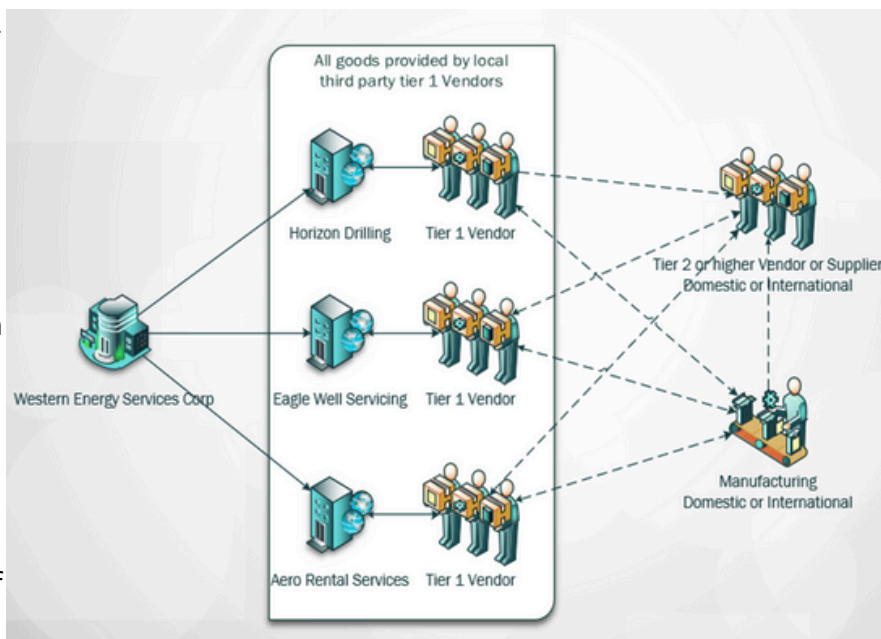 All goods provided by local
third party tier 1 Vendors
Horizon Drilling
Tier 1 Vendor
Tier 2 or higher Vendor or Supplier
Domestic or International
Western Energy Services Corp
Eagle Well Servicing
Tier 1 Vendor
Manufacturing
Domestic or International
Aero Rental Services
Tier 1 Vendor